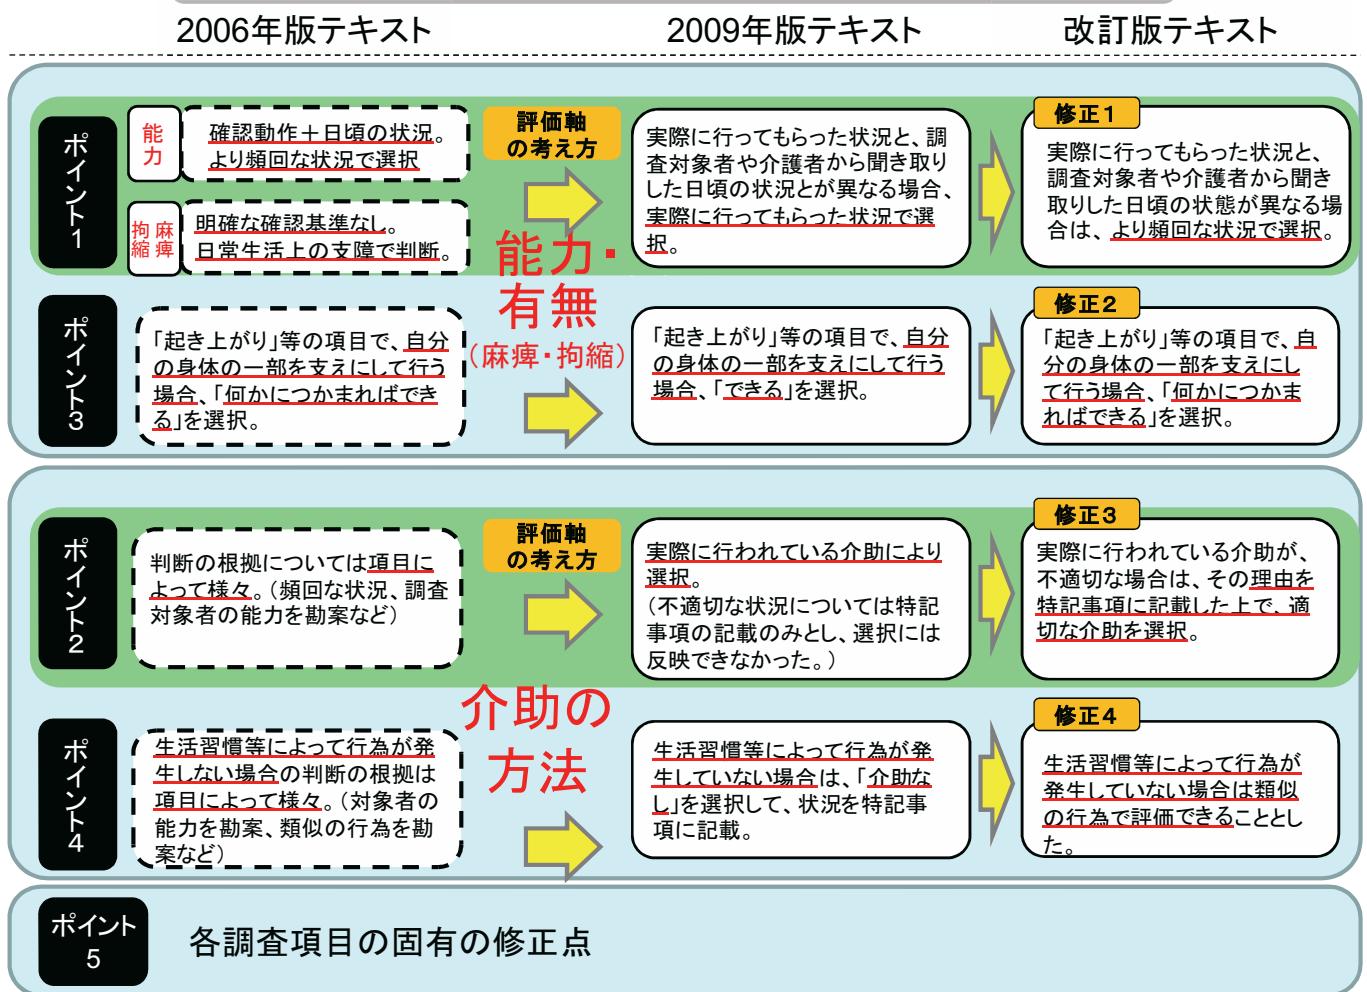 2006年版テキスト
2009年版テキスト
改訂版テキスト
ポイント1
能力
確認動作＋日頃の状況。
より頻回な状況で選択
拘縮 麻痺
明確な確認基準なし。
日常生活上の支障で判断。
評価軸
の考え方
実際に行ってもらった状況と、調
査対象者や介護者から聞き取り
した日頃の状況とが異なる場合、
実際に行ってもらった状況で選
択。
修正1
実際に行ってもらった状況と、
調査対象者や介護者から聞き
取りした日頃の状態が異なる場
合は、より頻回な状況で選択。
能力・
有無
（麻痺・拘縮）
ポイント3
「起き上がり」等の項目で、自分
の身体の一部を支えにして行う
場合、「何かにつかまればでき
る」を選択。
「起き上がり」等の項目で、自分
の身体の一部を支えにして行う
場合、「できる」を選択。
修正2
「起き上がり」等の項目で、自
分の身体の一部を支えにし
て行う場合、「何かにつかま
ればできる」を選択。
ポイント2
判断の根拠については項目に
よって様々。（頻回な状況、調査
対象者の能力を勘案など）
評価軸
の考え方
実際に行われている介助により
選択。
（不適切な状況については特記
事項の記載のみとし、選択には
反映できなかった。）
修正3
実際に行われている介助が、
不適切な場合は、その理由を
特記事項に記載した上で、適
切な介助を選択。
介助の
方法
ポイント4
生活習慣等によって行為が発
生しない場合の判断の根拠は
項目によって様々。（対象者の
能力を勘案、類似の行為を勘
案など）
生活習慣等によって行為が発
生していない場合は、「介助な
し」を選択して、状況を特記事
項に記載。
修正4
生活習慣等によって行為が
発生していない場合は類似
の行為で評価できることとし
た。
ポイント
5
各調査項目の固有の修正点